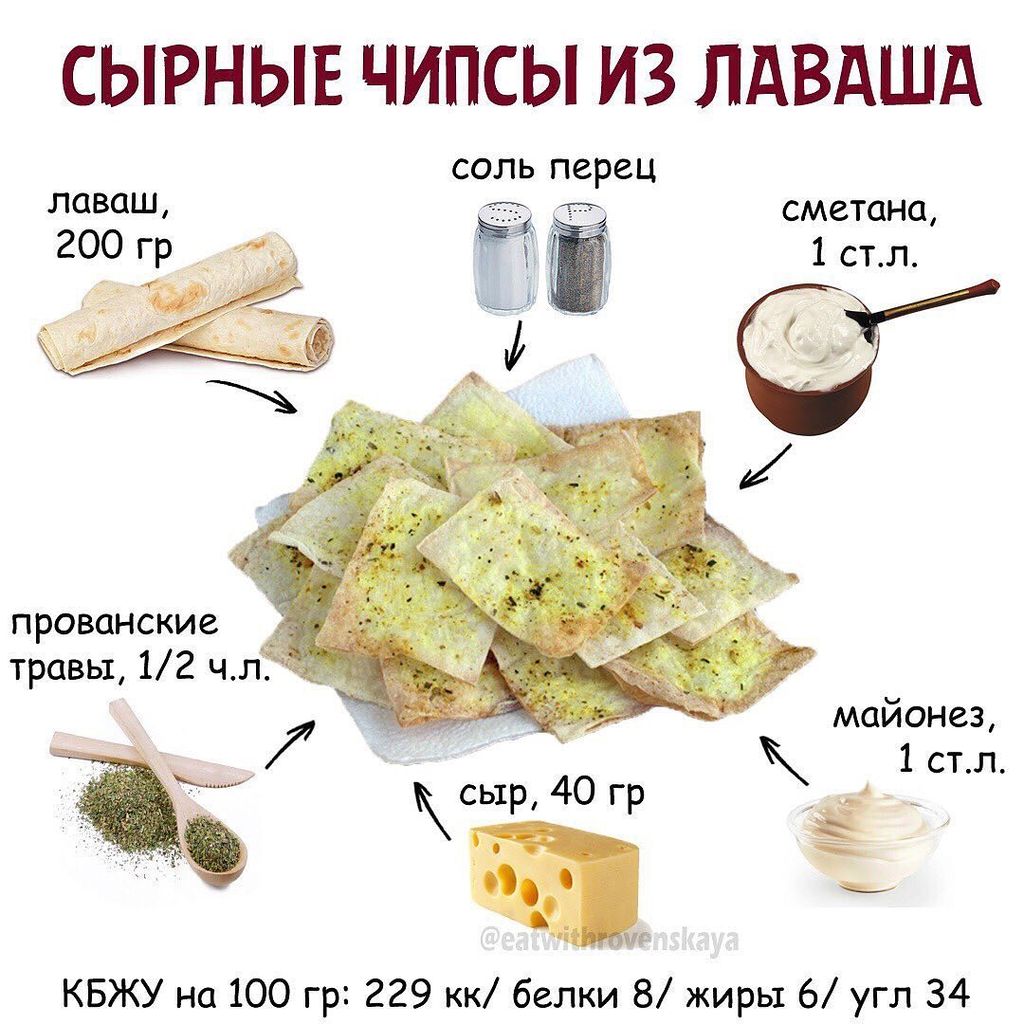 СЫРНЫЕ ЧИПСЫ ИЗ ЛАВАША
соль перец
лаваш,
200 гр
сметана,
1 ст.л.
прованские
травы, 1/2 ч.л.
майонез,
1 ст.л.
сыр, 40 гр
@eatwithrovenskaya
КБЖУ на 100 гр: 229 кк/ белки 8/ жиры 6/ угл 34